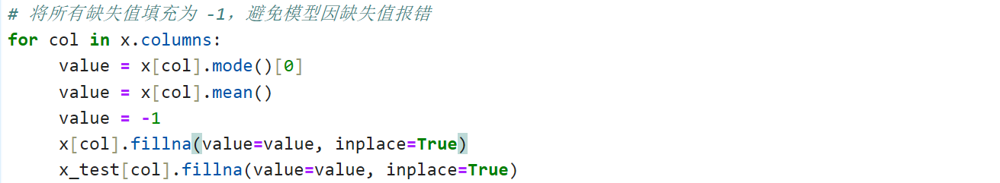 # 将所有缺失值填充为 -1，避免模型因缺失值报错
for col in x.columns:
    value = x[col].mode()[0]
    value = x[col].mean()
    value = -1
    x[col].fillna(value=value, inplace=True)
    x_test[col].fillna(value=value, inplace=True)